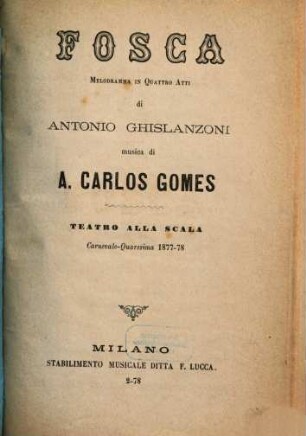 FOSCA
MELODRAMMA IN QUATTRO ATTI
di
ANTONIO GHISLANZONI
musica di
A. CARLOS GOMES
TEATRO ALLA SCALA
Carnevale-Quaresima 1877-78
MILANO
STABILIMENTO MUSICALE DITTA F. LUCCA.
2-78